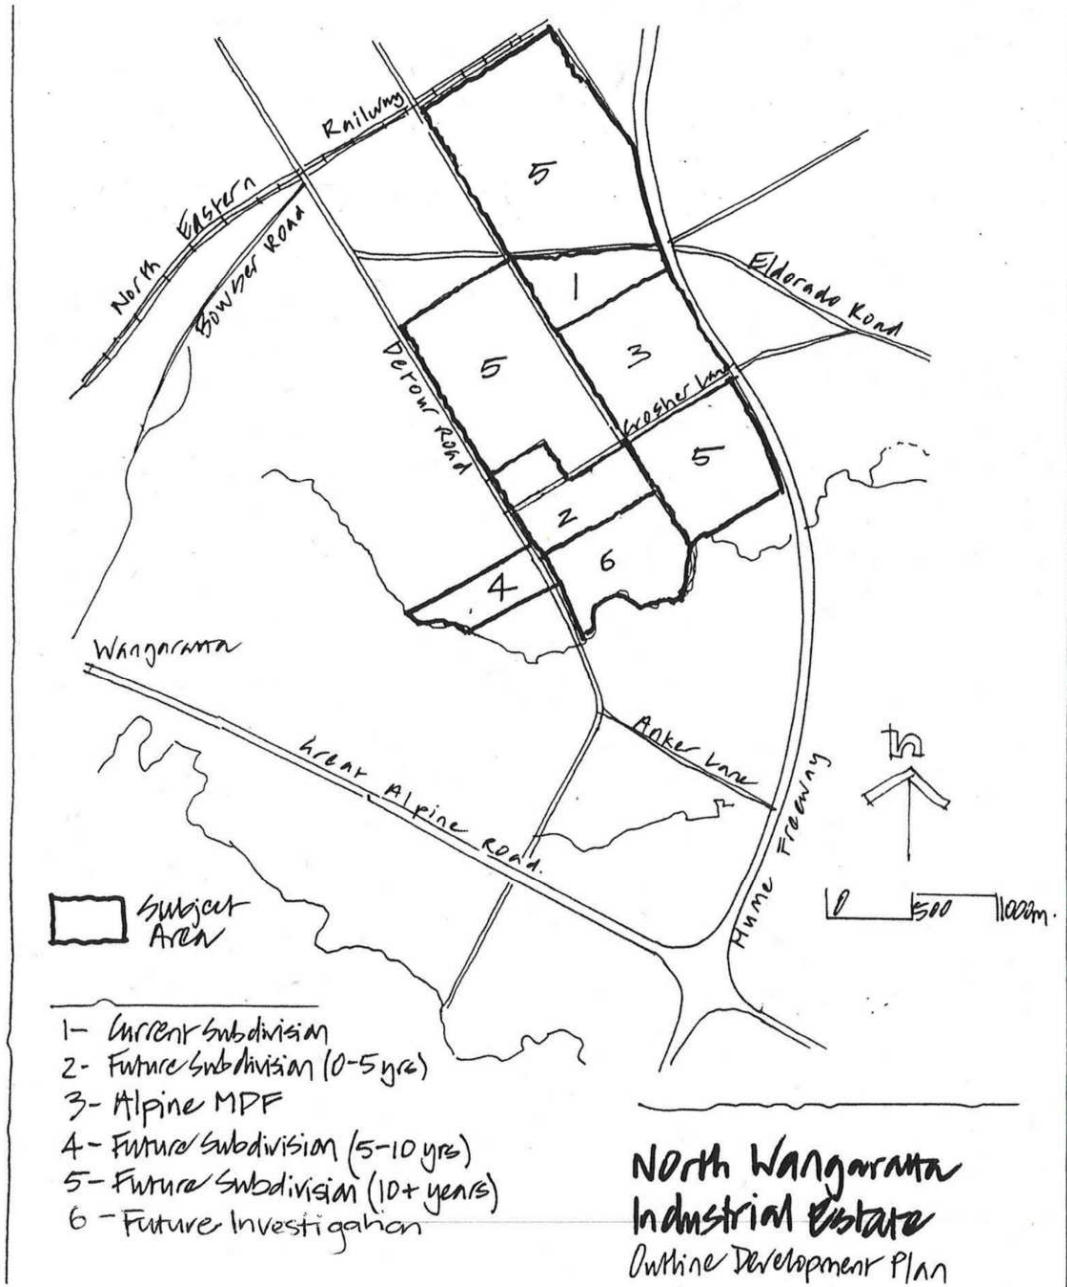 North Eastern Railway
5
Bowser Road
1
Eldorado Road
3
5
Detour Road
Crosher Lane
5
2
6
4
Wangaratta
Anker Lane
Great Alpine Road.
Hume Freeway
Subject
Area
0 500 1000m.
1- Current Subdivision
2- Future Subdivision (0-5 yrs)
3- Alpine MDF
4- Future Subdivision (5-10 yrs)
5- Future Subdivision (10+ years)
6 - Future Investigation
North Wangaratta
Industrial Estate
Outline Development Plan